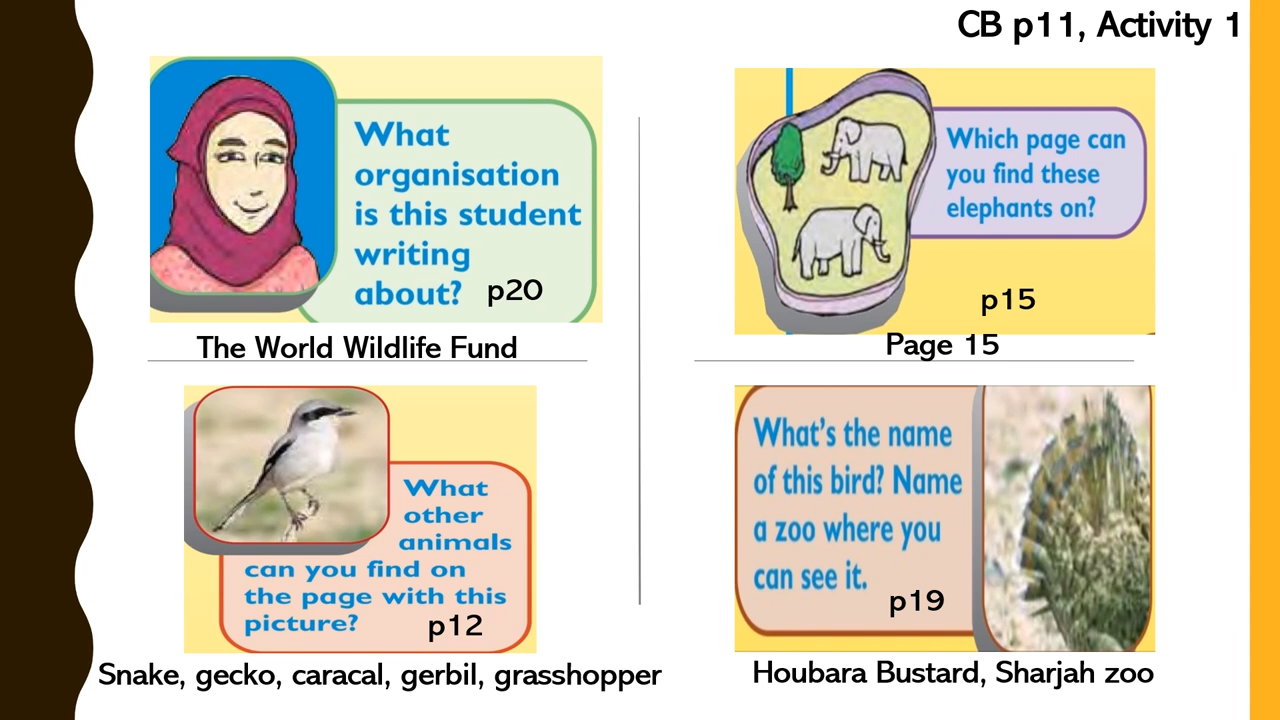 CB p11, Activity 1
What
organisation
is this student
writing
about? p20
The World Wildlife Fund
Which page can
you find these
elephants on?
p15
Page 15
What
other
animals
can you find on
the page with this
picture? p12
Snake, gecko, caracal, gerbil, grasshopper
What's the name
of this bird? Name
a zoo where you
can see it.
p19
Houbara Bustard, Sharjah zoo